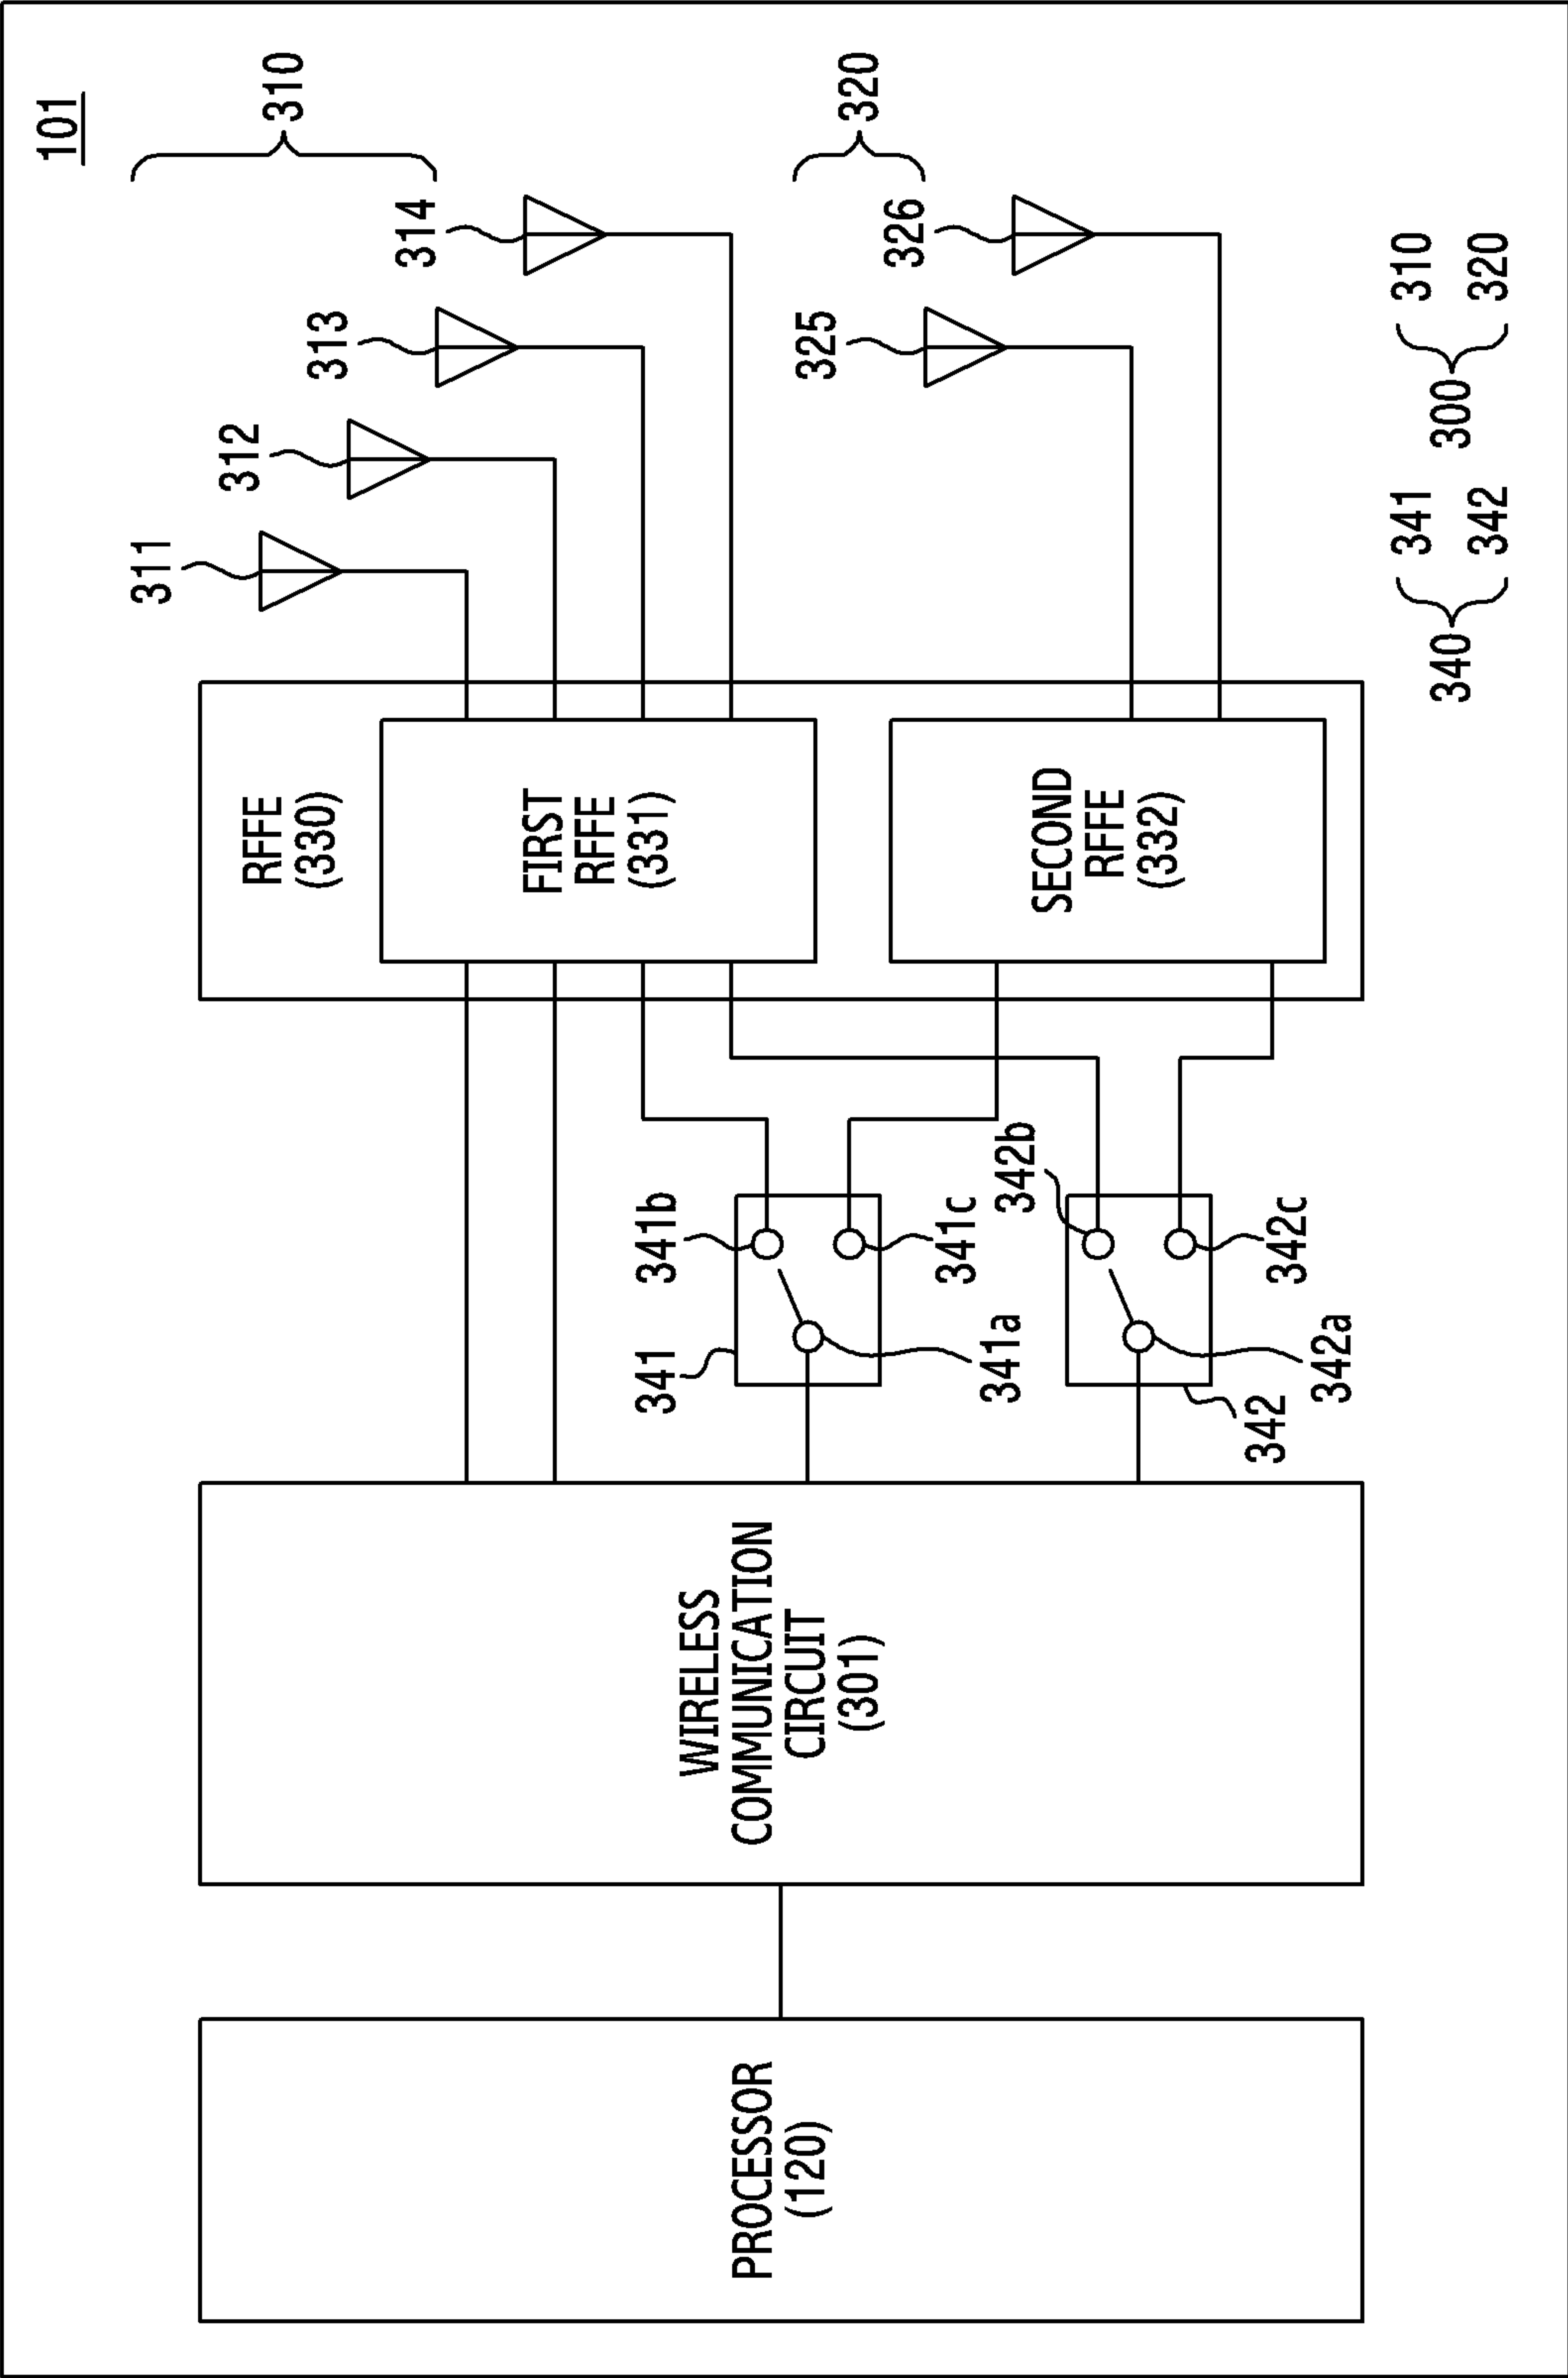 101
PROCESSOR
(120)
WIRELESS
COMMUNICATION
CIRCUIT
(301)
341
341a
341b
341c
342
342a
342b
342c
RFFE
(330)
FIRST
RFFE
(331)
SECOND
RFFE
(332)
311
312
313
314
310
325
326
320
340
341
342
300
310
320